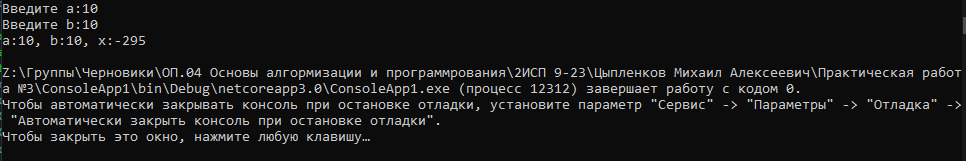 Введите a:10
Введите b:10
a:10, b:10, x:-295
Z:\Группы\Черновики\ОП.04 Основы алгормизации и программрования\2ИСП 9-23\Цыпленков Михаил Алексеевич\Практическая работ
а №3\ConsoleApp1\bin\Debug\netcoreapp3.0\ConsoleApp1.exe (процесс 12312) завершает работу с кодом 0.
Чтобы автоматически закрывать консоль при остановке отладки, установите параметр "Сервис" -> "Параметры" -> "Отладка" ->
"Автоматически закрыть консоль при остановке отладки".
Чтобы закрыть это окно, нажмите любую клавишу…